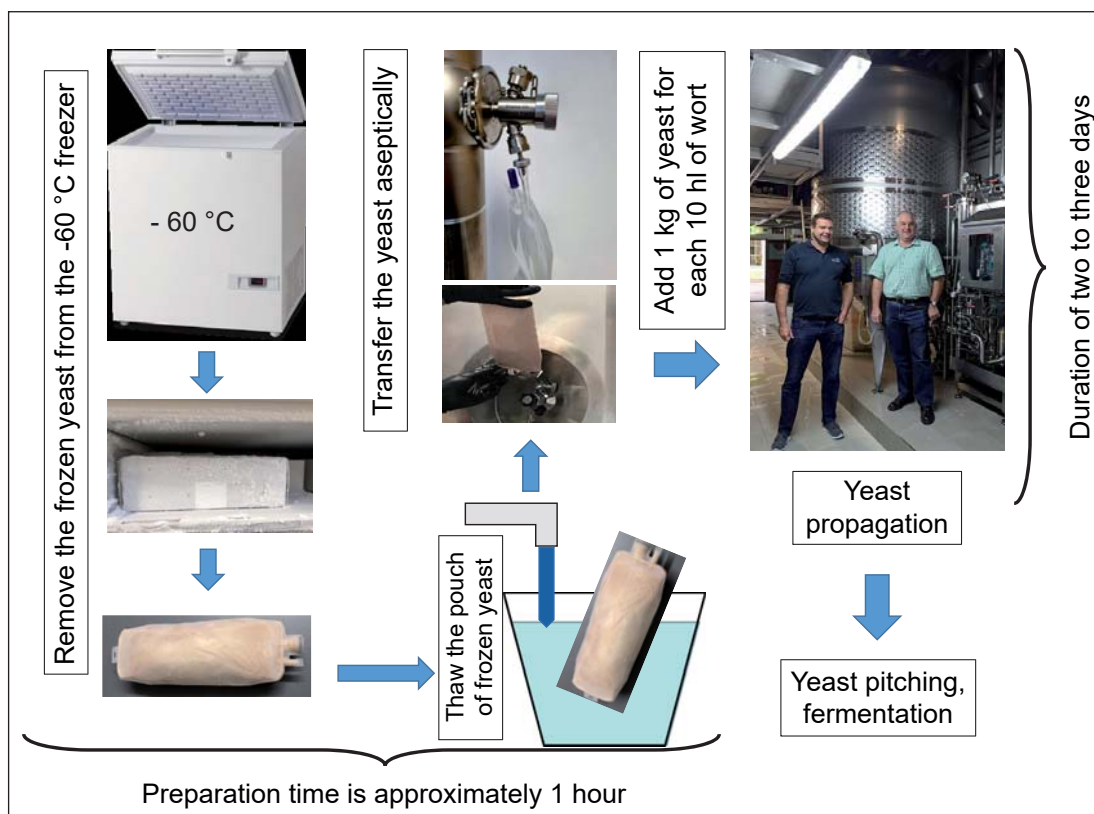 Remove the frozen yeast from the -60 °C freezer
- 60 °C
Thaw the pouch
of frozen yeast
Transfer the yeast aseptically
Add 1 kg of yeast for
each 10 hl of wort
Yeast
propagation
Duration of two to three days
Yeast pitching,
fermentation
Preparation time is approximately 1 hour